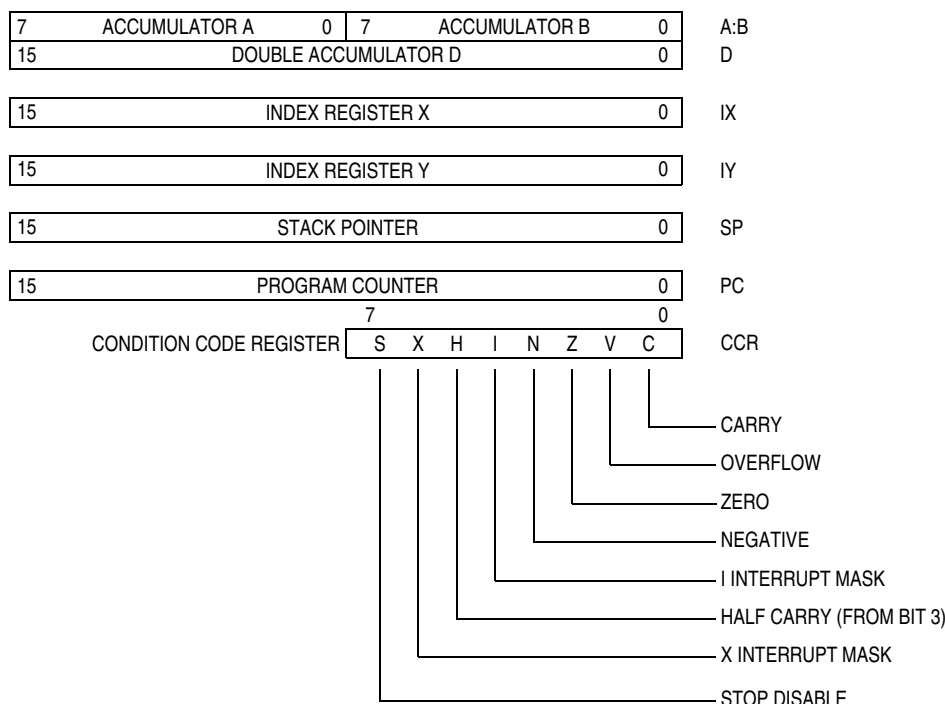 7 ACCUMULATOR A 0 7 ACCUMULATOR B 0 A:B
15 DOUBLE ACCUMULATOR D 0 D
15 INDEX REGISTER X 0 IX
15 INDEX REGISTER Y 0 IY
15 STACK POINTER 0 SP
15 PROGRAM COUNTER 0 PC
7 0
CONDITION CODE REGISTER S X H I N Z V C CCR
CARRY
OVERFLOW
ZERO
NEGATIVE
I INTERRUPT MASK
HALF CARRY (FROM BIT 3)
X INTERRUPT MASK
STOP DISABLE